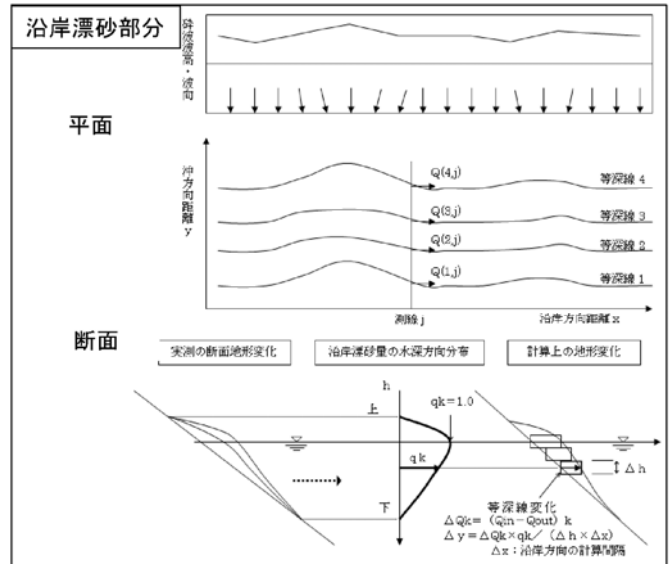 沿岸漂砂部分
砕波波高・波向
平面
沖方向距離 y
Q(4,j)
等深線4
Q(3,j)
等深線3
Q(2,j)
等深線2
Q(1,j)
等深線1
測線j
沿岸方向距離x
断面
実測の断面地形変化
沿岸漂砂量の水深方向分布
計算上の地形変化
h
上
qk=1.0
qk
Δh
下
等深線変化
ΔQk=(Qin-Qout)k
Δy=ΔQk×qk/(Δh×Δx)
Δx:沿岸方向の計算間隔